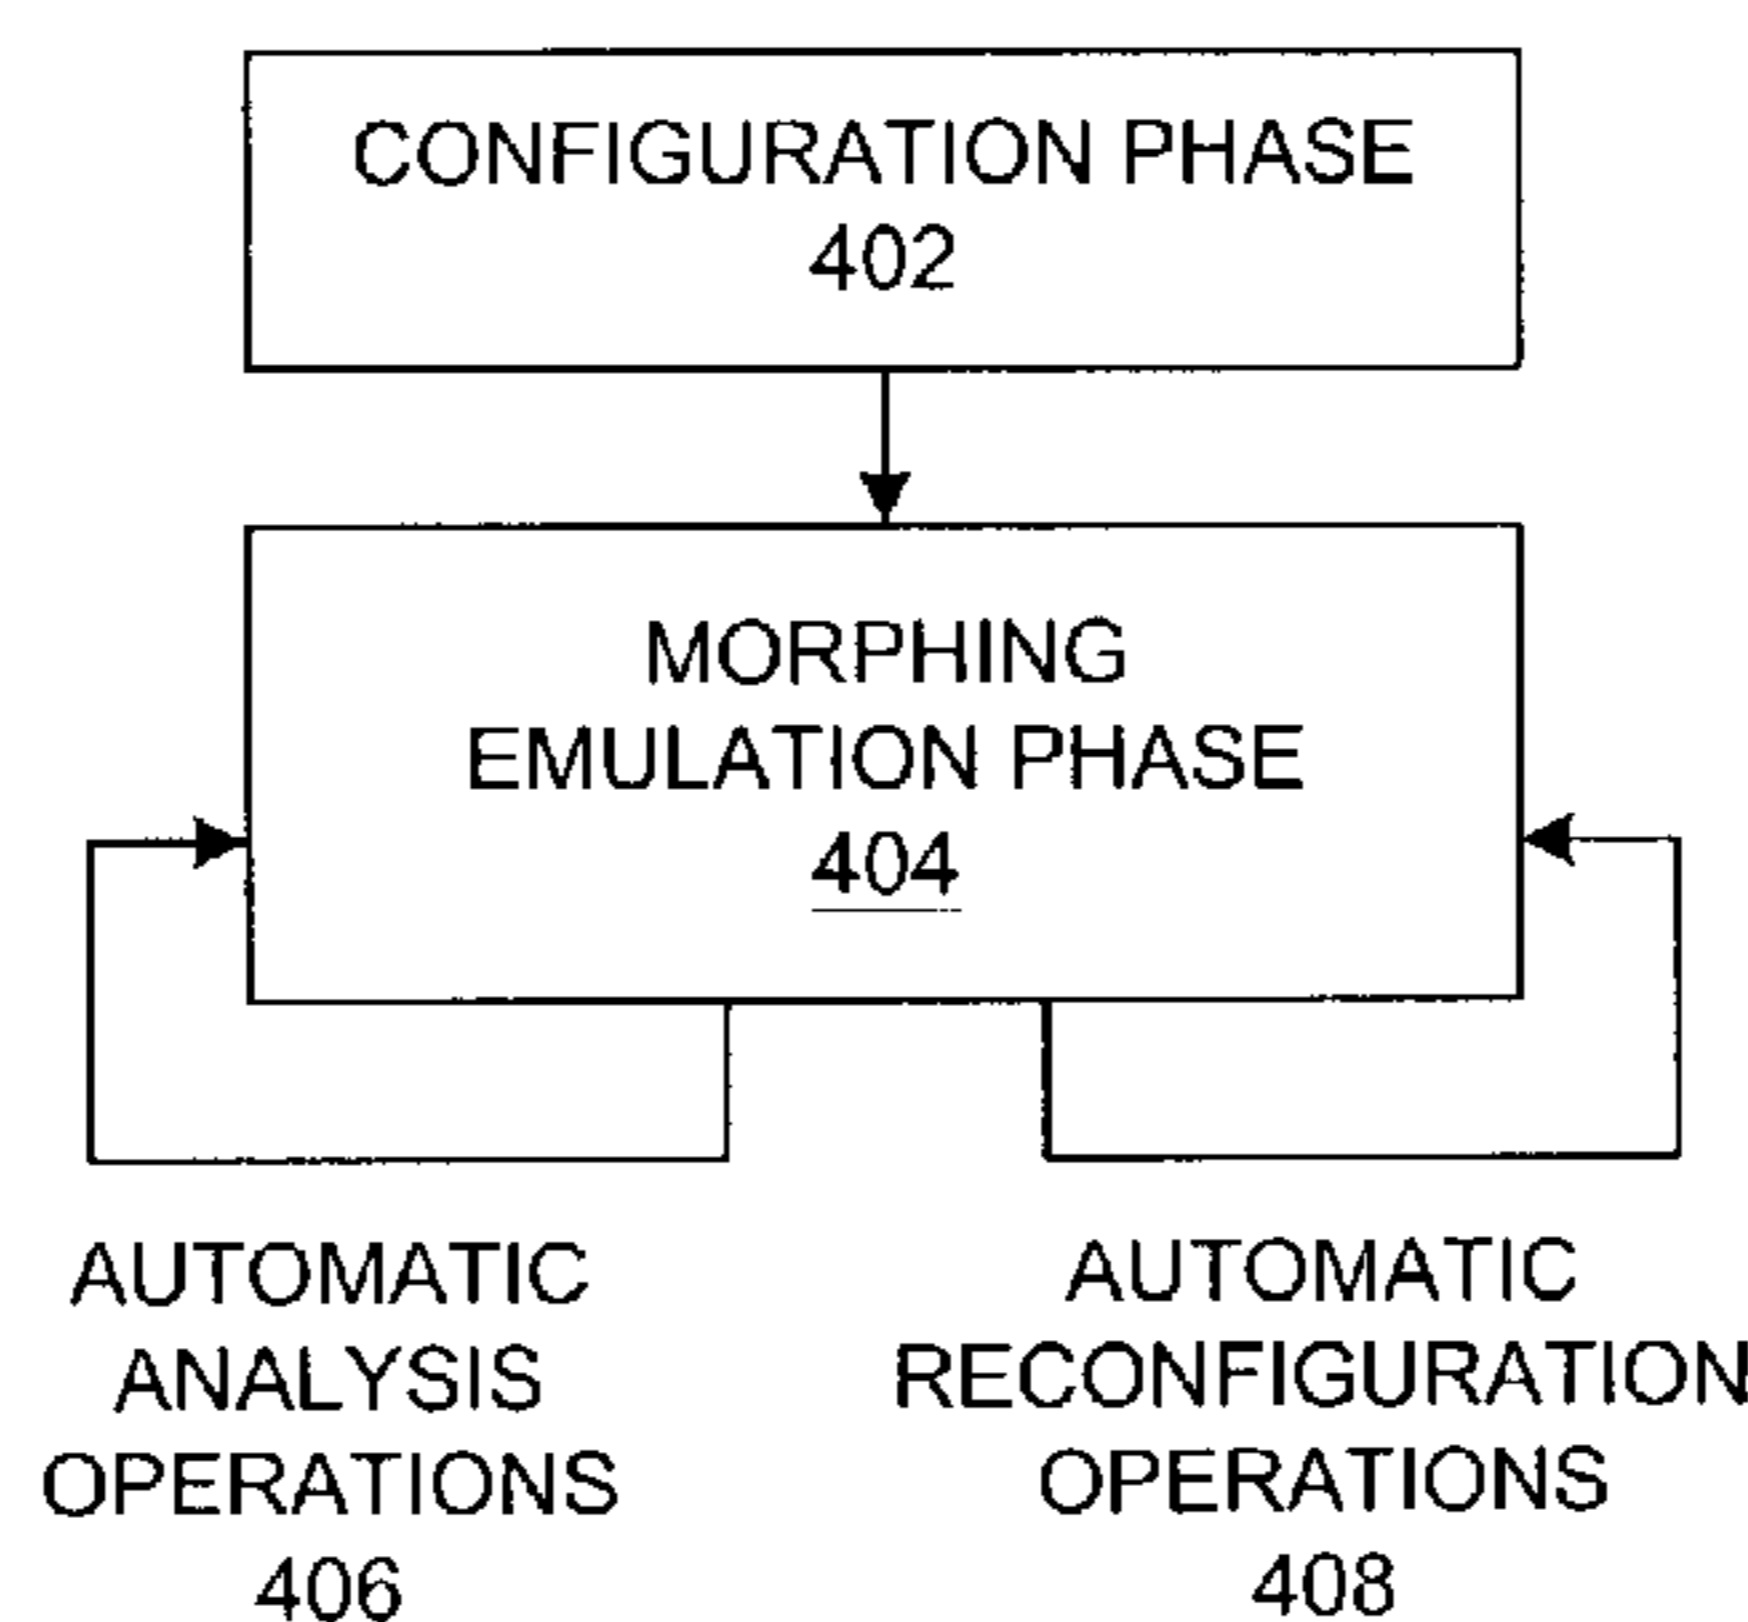 CONFIGURATION PHASE
402
MORPHING
EMULATION PHASE
404
AUTOMATIC
ANALYSIS
OPERATIONS
406
AUTOMATIC
RECONFIGURATION
OPERATIONS
408